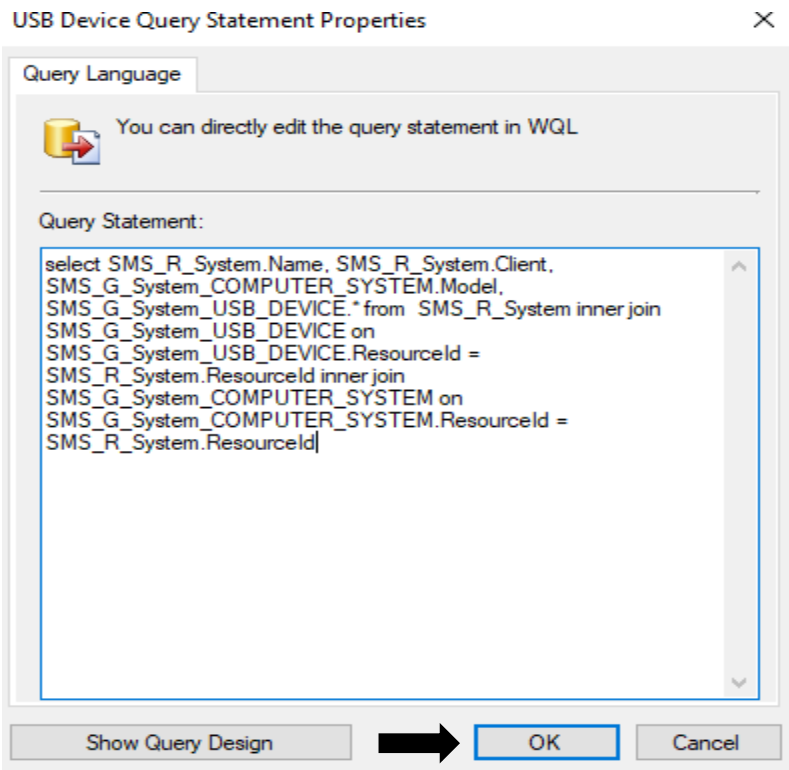 USB Device Query Statement Properties
Query Language
You can directly edit the query statement in WQL
Query Statement:
select SMS_R_System.Name, SMS_R_System.Client,
SMS_G_System_COMPUTER_SYSTEM.Model,
SMS_G_System_USB_DEVICE.* from  SMS_R_System inner join
SMS_G_System_USB_DEVICE on
SMS_G_System_USB_DEVICE.ResourceId =
SMS_R_System.ResourceId inner join
SMS_G_System_COMPUTER_SYSTEM on
SMS_G_System_COMPUTER_SYSTEM.ResourceId =
SMS_R_System.ResourceId
Show Query Design
OK
Cancel